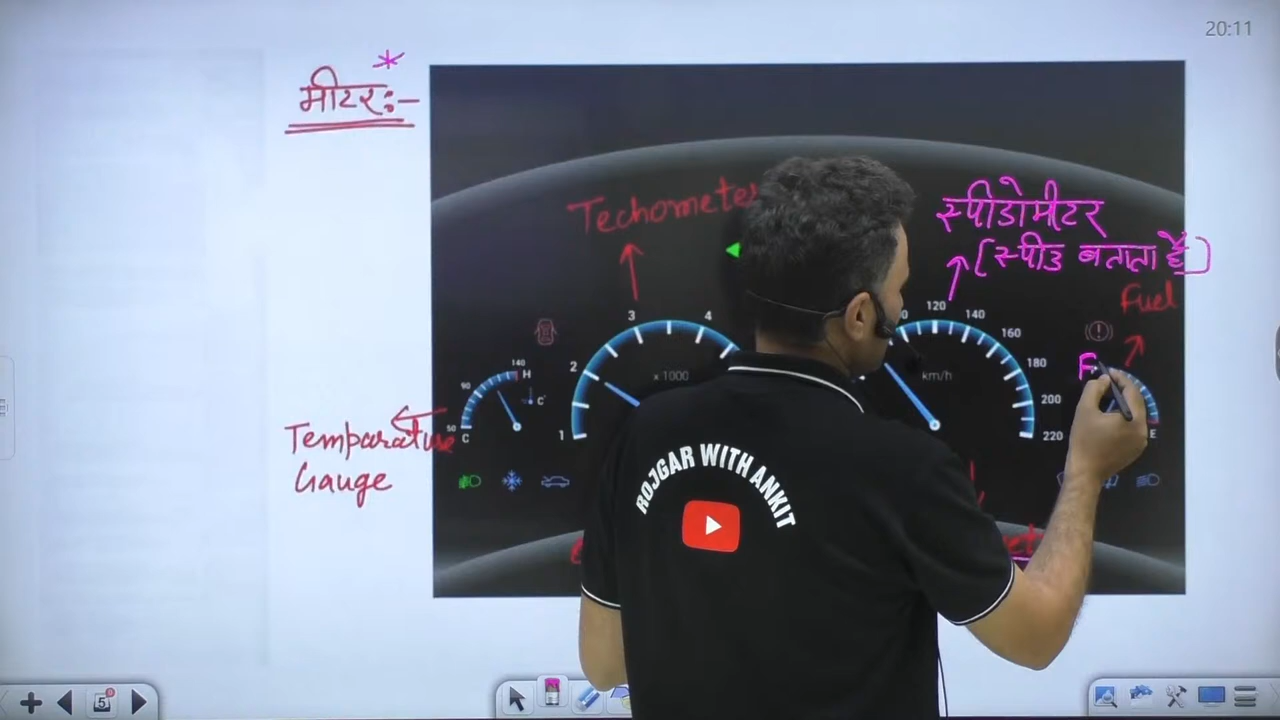 20:11
मीटर:-
*
Techometer
स्पीडोमीटर
(स्पीड बताता है)
Fuel
120
140
160
180
200
220
km/h
3
4
2
1
x 1000
140
H
90
C°
50
C
F
E
Temparature
Gauge
ROJGAR WITH ANKIT
5